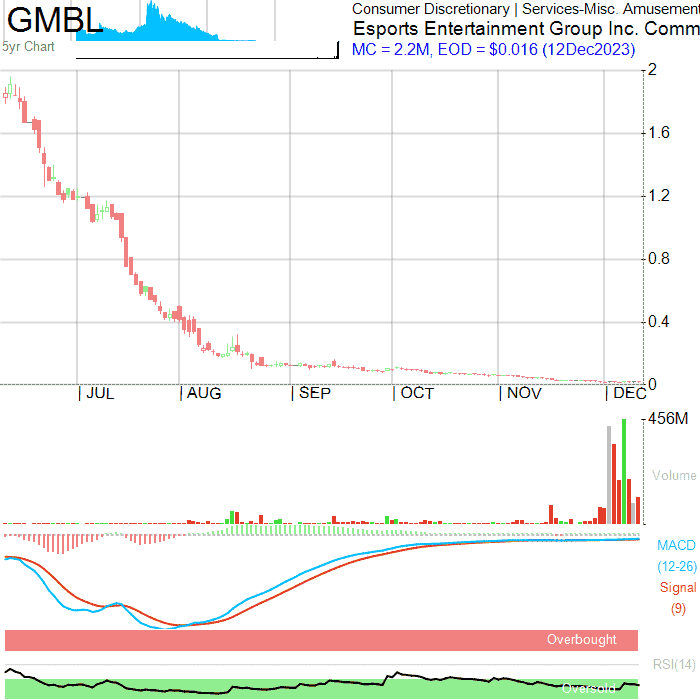 GMBL
5yr Chart
Consumer Discretionary | Services-Misc. Amusement
Esports Entertainment Group Inc. Comm
MC = 2.2M, EOD = $0.016 (12Dec2023)
2
1.6
1.2
0.8
0.4
0
| JUL | AUG | SEP | OCT | NOV | DEC
456M
Volume
MACD
(12-26)
Signal
(9)
Overbought
RSI(14)
Oversold